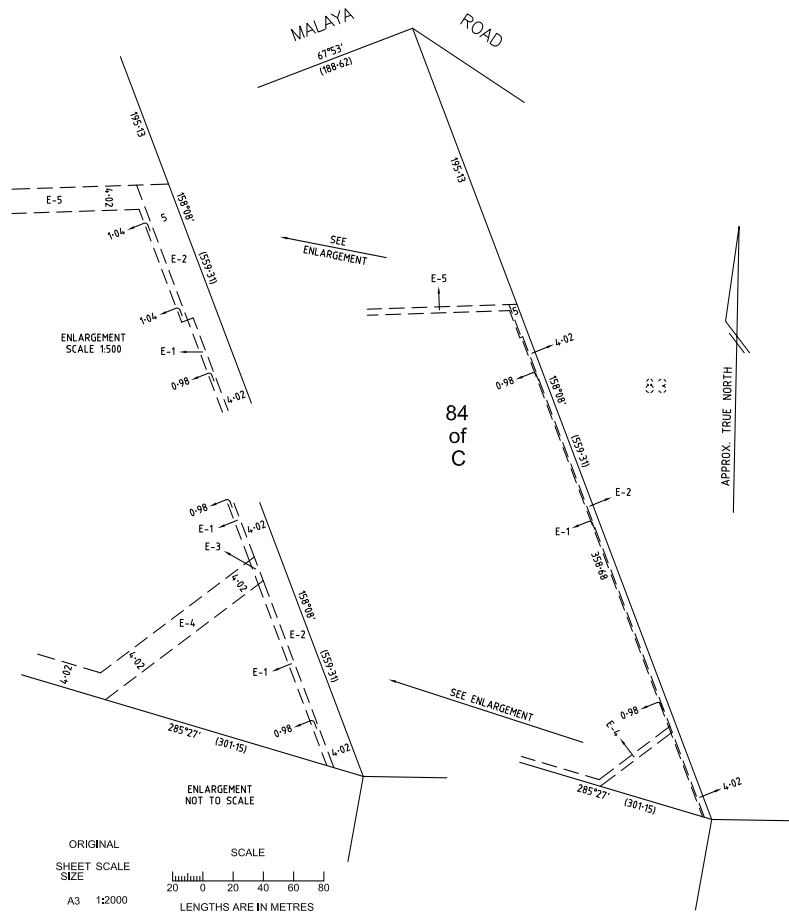 MALAYA ROAD
67°53'
(188·62)
195·13
E-5
4·02
1·04
5
158°08'
(559·31)
E-2
1·04
E-1
0·98
4·02
ENLARGEMENT
SCALE 1:500
SEE
ENLARGEMENT
195·13
E-5
5
4·02
0·98
158°08'
(559·31)
84
of
C
E-2
E-1
358·68
APPROX. TRUE NORTH
0·98
E-1
4·02
E-3
4·02
E-4
4·02
4·02
158°08'
E-2
(559·31)
E-1
0·98
4·02
285°27' (301·15)
ENLARGEMENT
NOT TO SCALE
SEE ENLARGEMENT
0·98
E-4
4·02
285°27' (301·15)
ORIGINAL
SHEET SIZE
SCALE
A3
1:2000
SCALE
20 0 20 40 60 80
LENGTHS ARE IN METRES